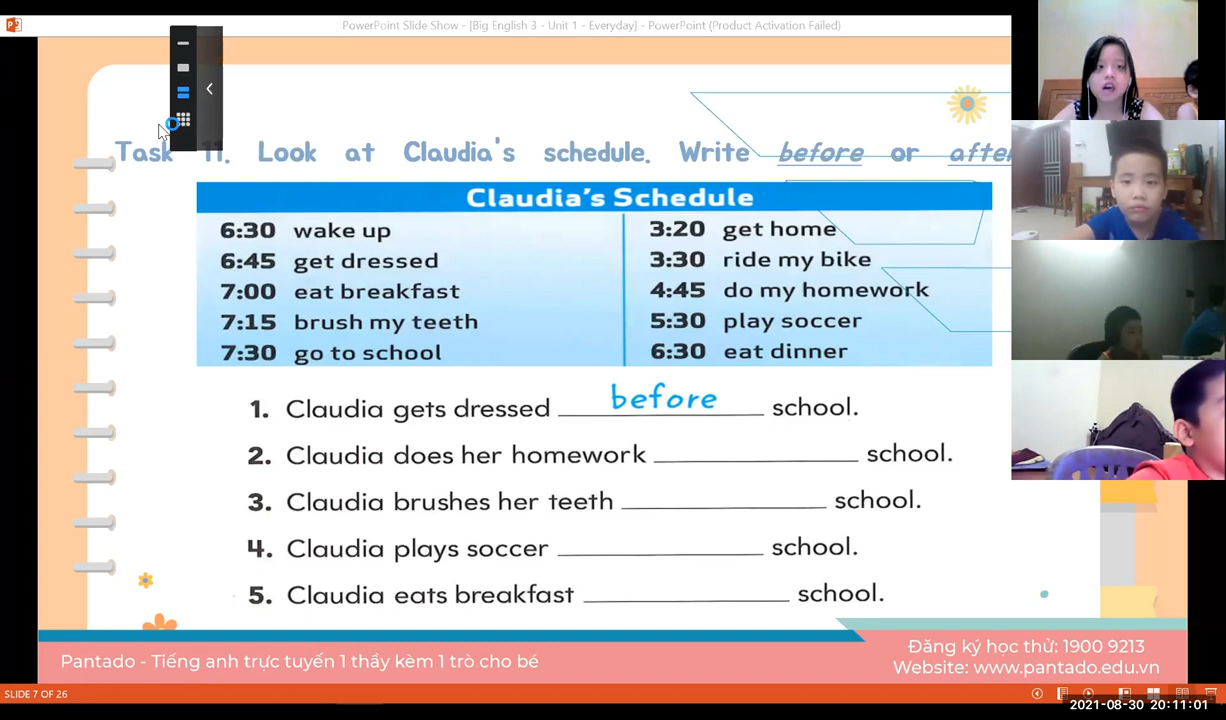 PowerPoint Slide Show - [Big English 3 - Unit 1 - Everyday] - PowerPoint (Product Activation Failed)
Task 11. Look at Claudia's schedule. Write before or after
Claudia's Schedule
6:30 wake up
6:45 get dressed
7:00 eat breakfast
7:15 brush my teeth
7:30 go to school
3:20 get home
3:30 ride my bike
4:45 do my homework
5:30 play soccer
6:30 eat dinner
1. Claudia gets dressed before school.
2. Claudia does her homework ____________ school.
3. Claudia brushes her teeth ____________ school.
4. Claudia plays soccer ____________ school.
5. Claudia eats breakfast ____________ school.
Pantado - Tiếng anh trực tuyến 1 thầy kèm 1 trò cho bé
Đăng ký học thử: 1900 9213
Website: www.pantado.edu.vn
SLIDE 7 OF 26
2021-08-30 20:11:01